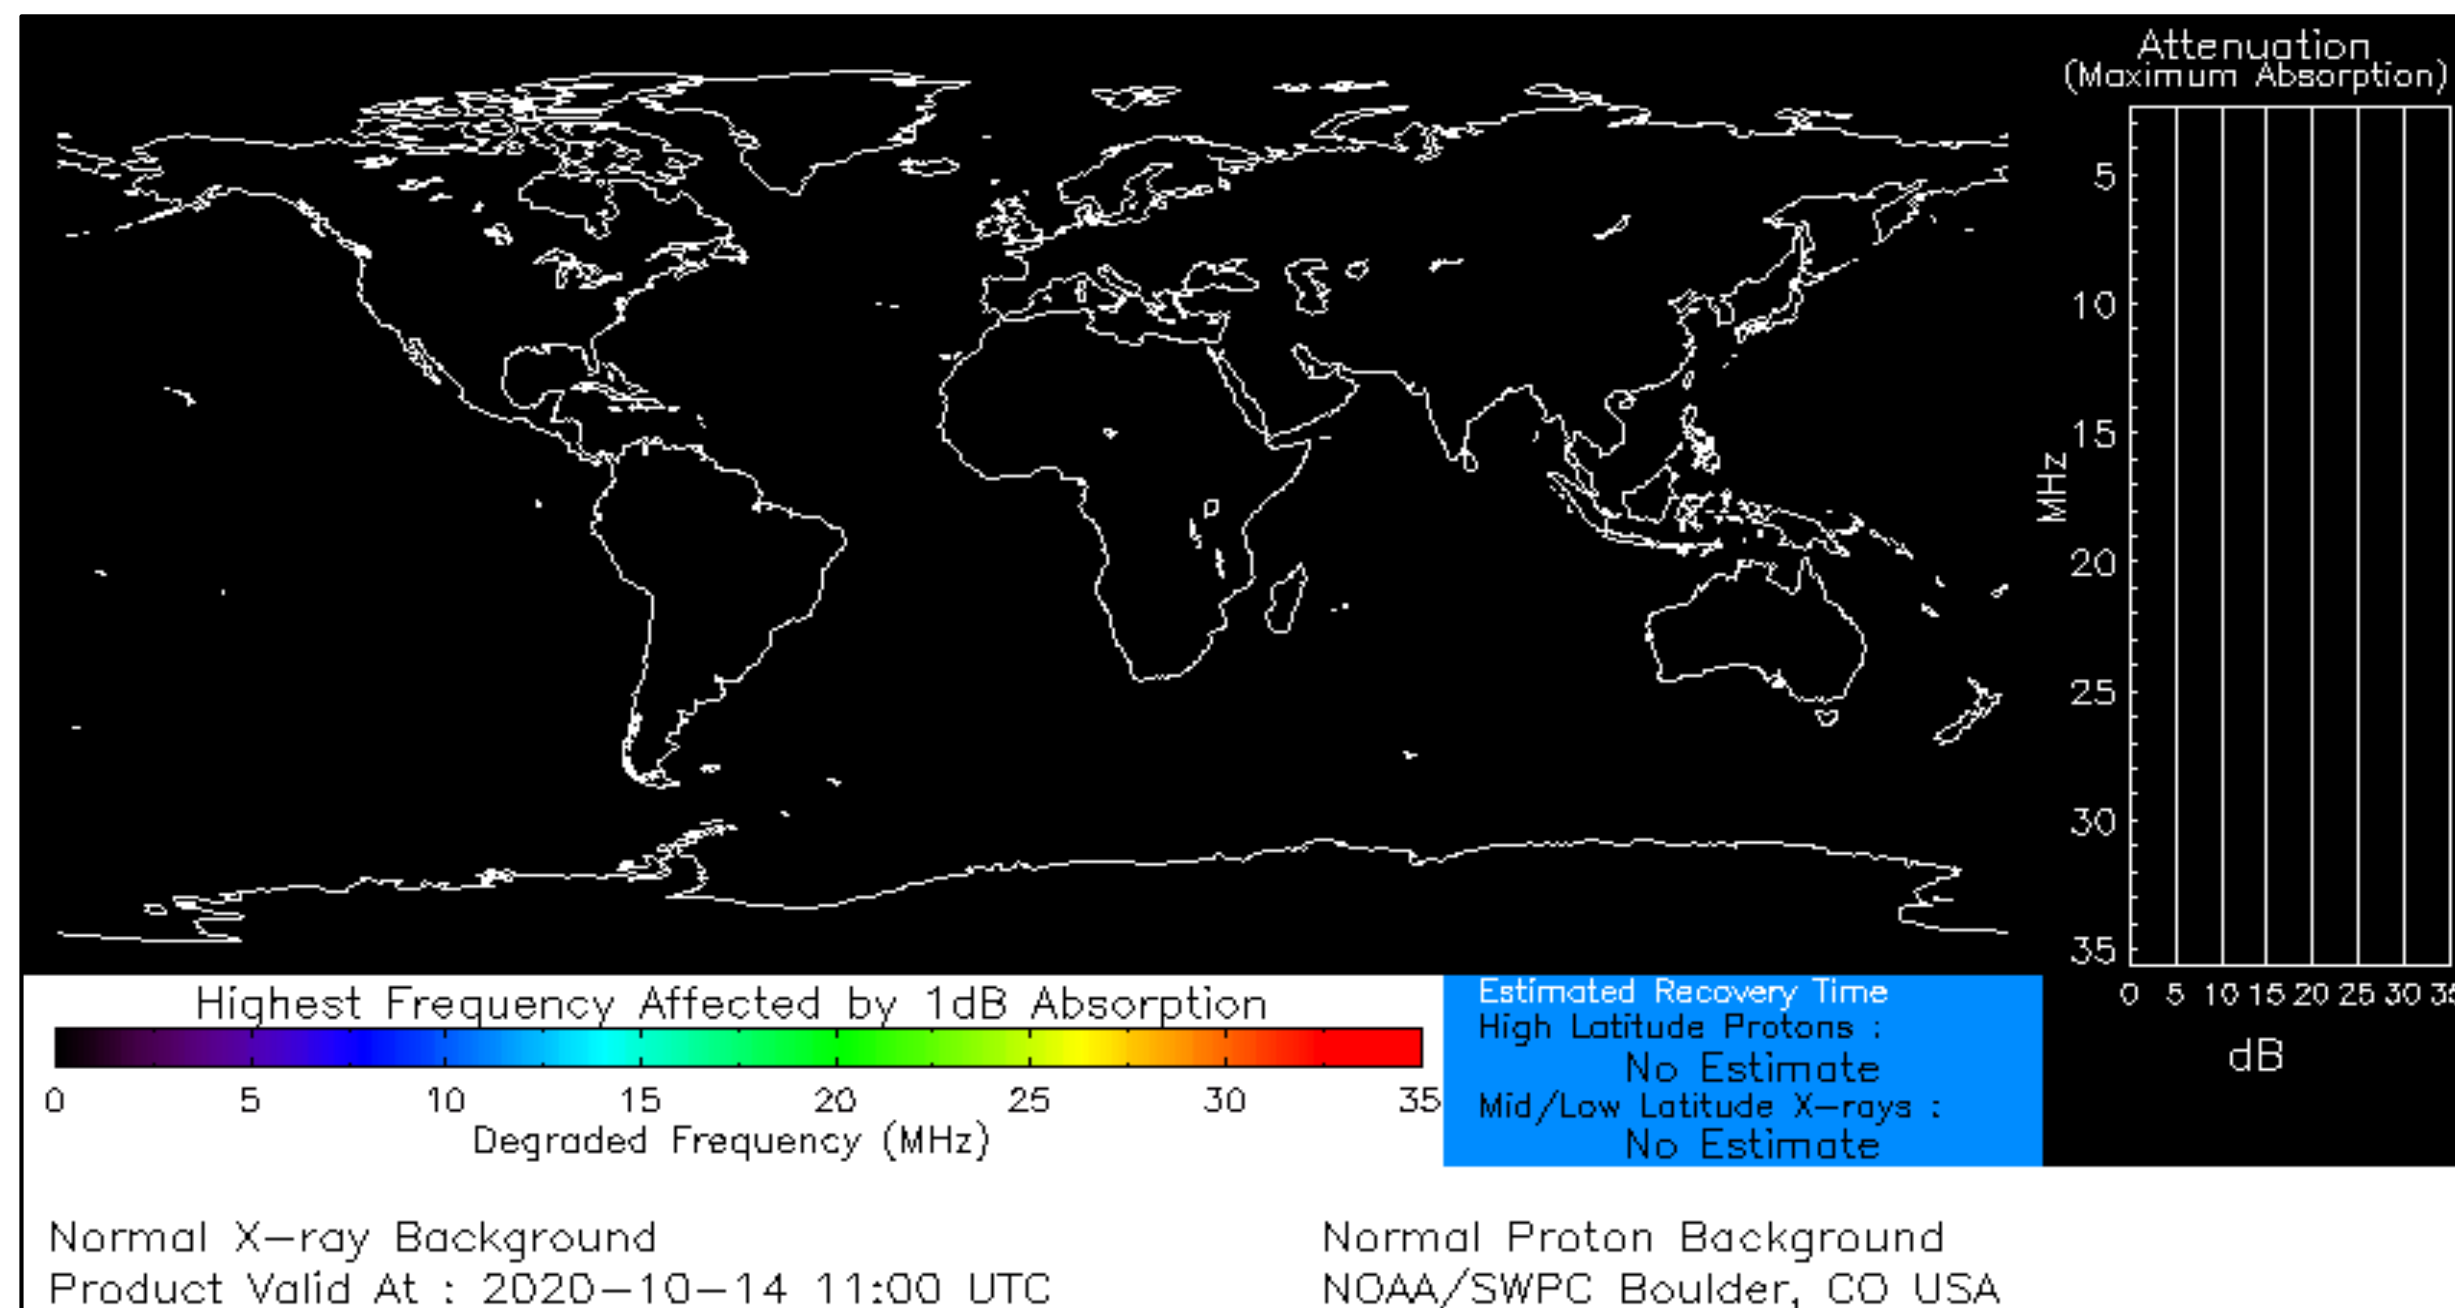 Attenuation
(Maximum Absorption)
5
10
15
20
25
30
35
MHz
0 5 10 15 20 25 30
dB
Highest Frequency Affected by 1dB Absorption
0 5 10 15 20 25 30 35
Degraded Frequency (MHz)
Estimated Recovery Time
High Latitude Protons :
No Estimate
Mid/Low Latitude X-rays :
No Estimate
Normal X-ray Background
Normal Proton Background
Product Valid At : 2020-10-14 11:00 UTC
NOAA/SWPC Boulder, CO USA